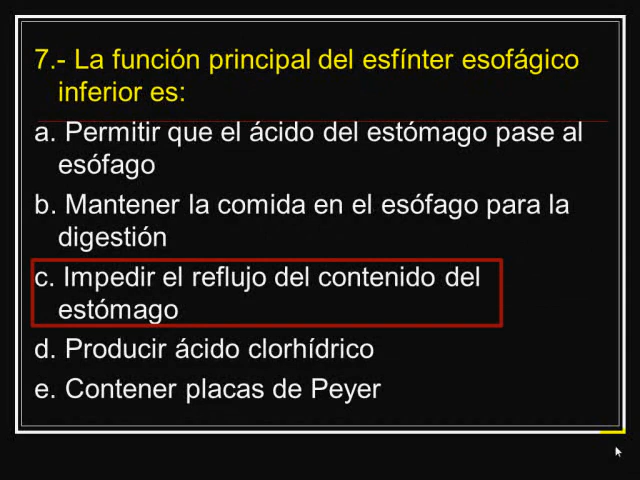 7.- La función principal del esfínter esofágico
inferior es:
a. Permitir que el ácido del estómago pase al
esófago
b. Mantener la comida en el esófago para la
digestión
c. Impedir el reflujo del contenido del
estómago
d. Producir ácido clorhídrico
e. Contener placas de Peyer